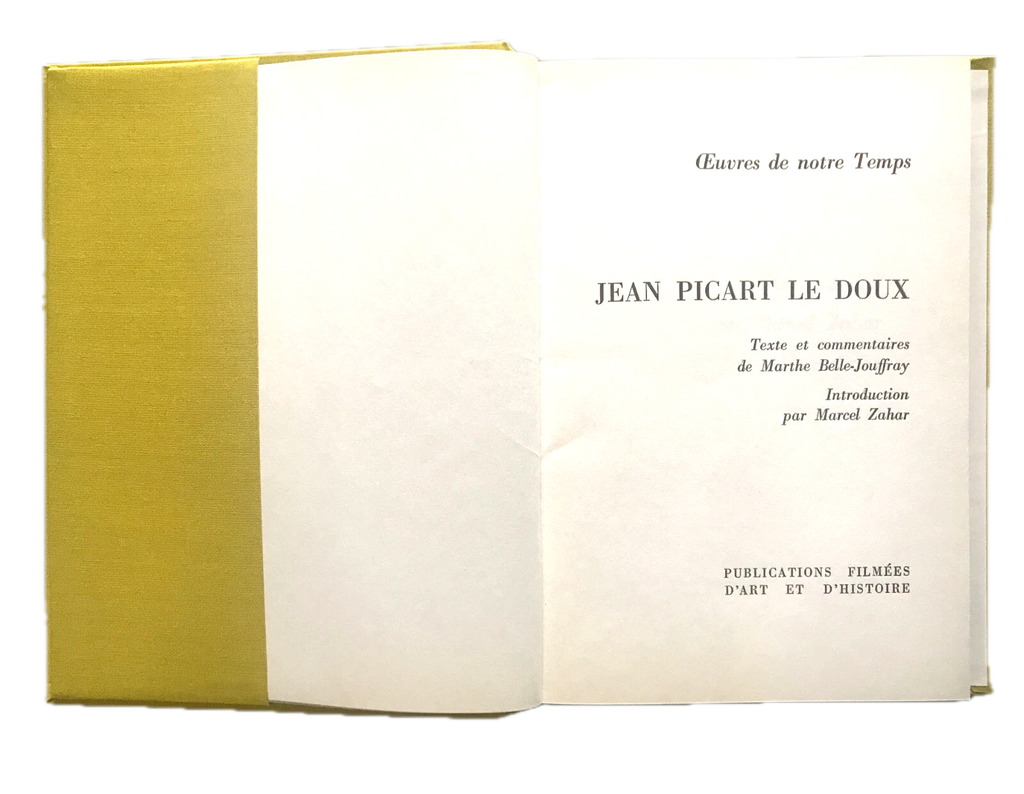 Œuvres de notre Temps
JEAN PICART LE DOUX
Texte et commentaires
de Marthe Belle-Jouffray
Introduction
par Marcel Zahar
PUBLICATIONS FILMÉES
D'ART ET D'HISTOIRE